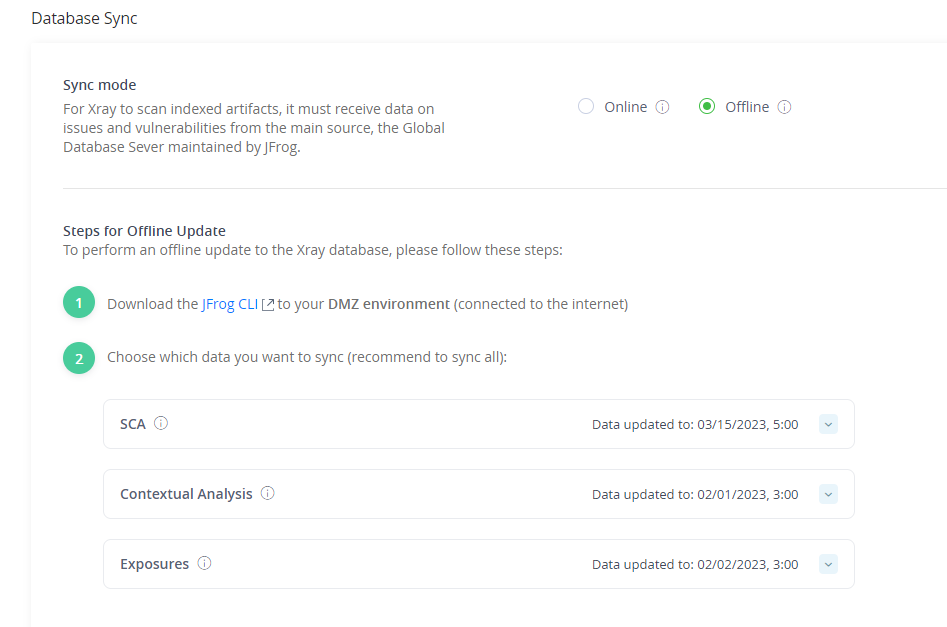 Database Sync
Sync mode
For Xray to scan indexed artifacts, it must receive data on
issues and vulnerabilities from the main source, the Global
Database Sever maintained by JFrog.
Online
Offline
Steps for Offline Update
To perform an offline update to the Xray database, please follow these steps:
1 Download the JFrog CLI to your DMZ environment (connected to the internet)
2 Choose which data you want to sync (recommend to sync all):
SCA Data updated to: 03/15/2023, 5:00
Contextual Analysis Data updated to: 02/01/2023, 3:00
Exposures Data updated to: 02/02/2023, 3:00